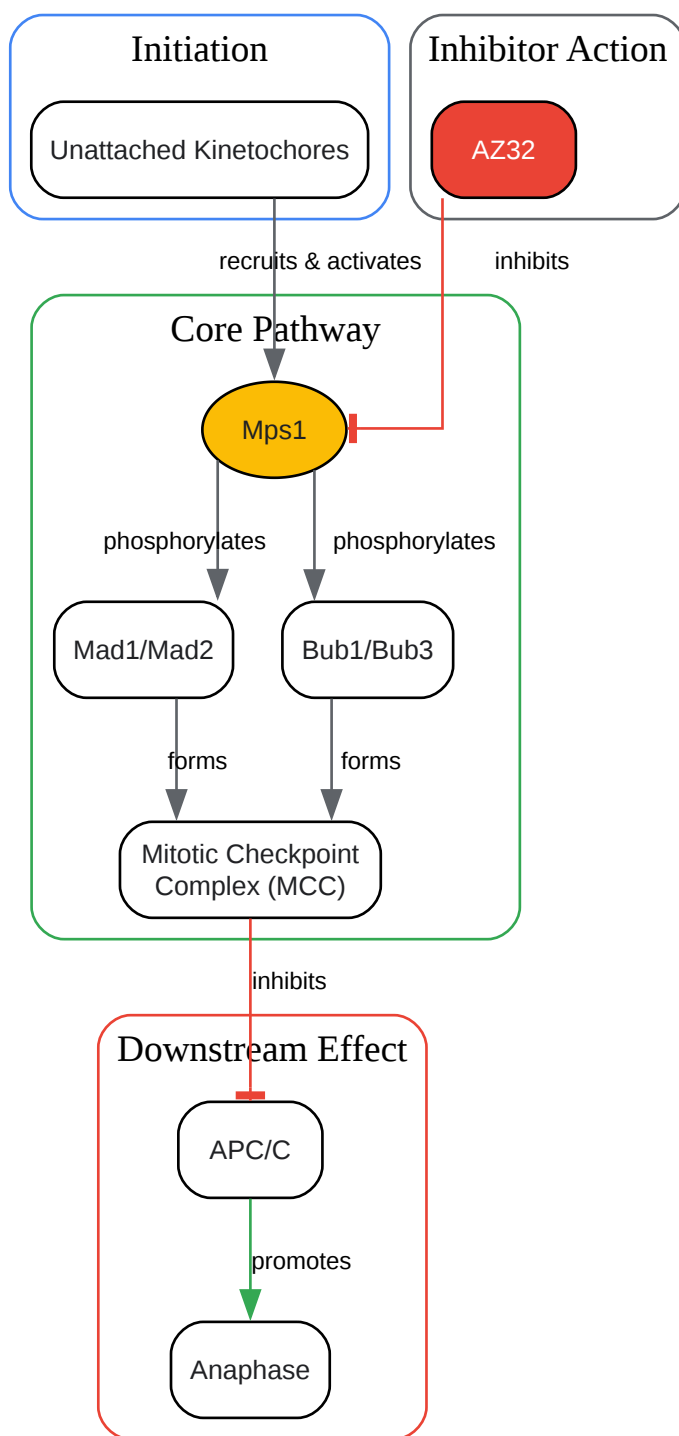 Initiation
Inhibitor Action
Unattached Kinetochores
AZ32
recruits & activates
inhibits
Core Pathway
Mps1
phosphorylates
phosphorylates
Mad1/Mad2
Bub1/Bub3
forms
forms
Mitotic Checkpoint
Complex (MCC)
inhibits
Downstream Effect
APC/C
promotes
Anaphase